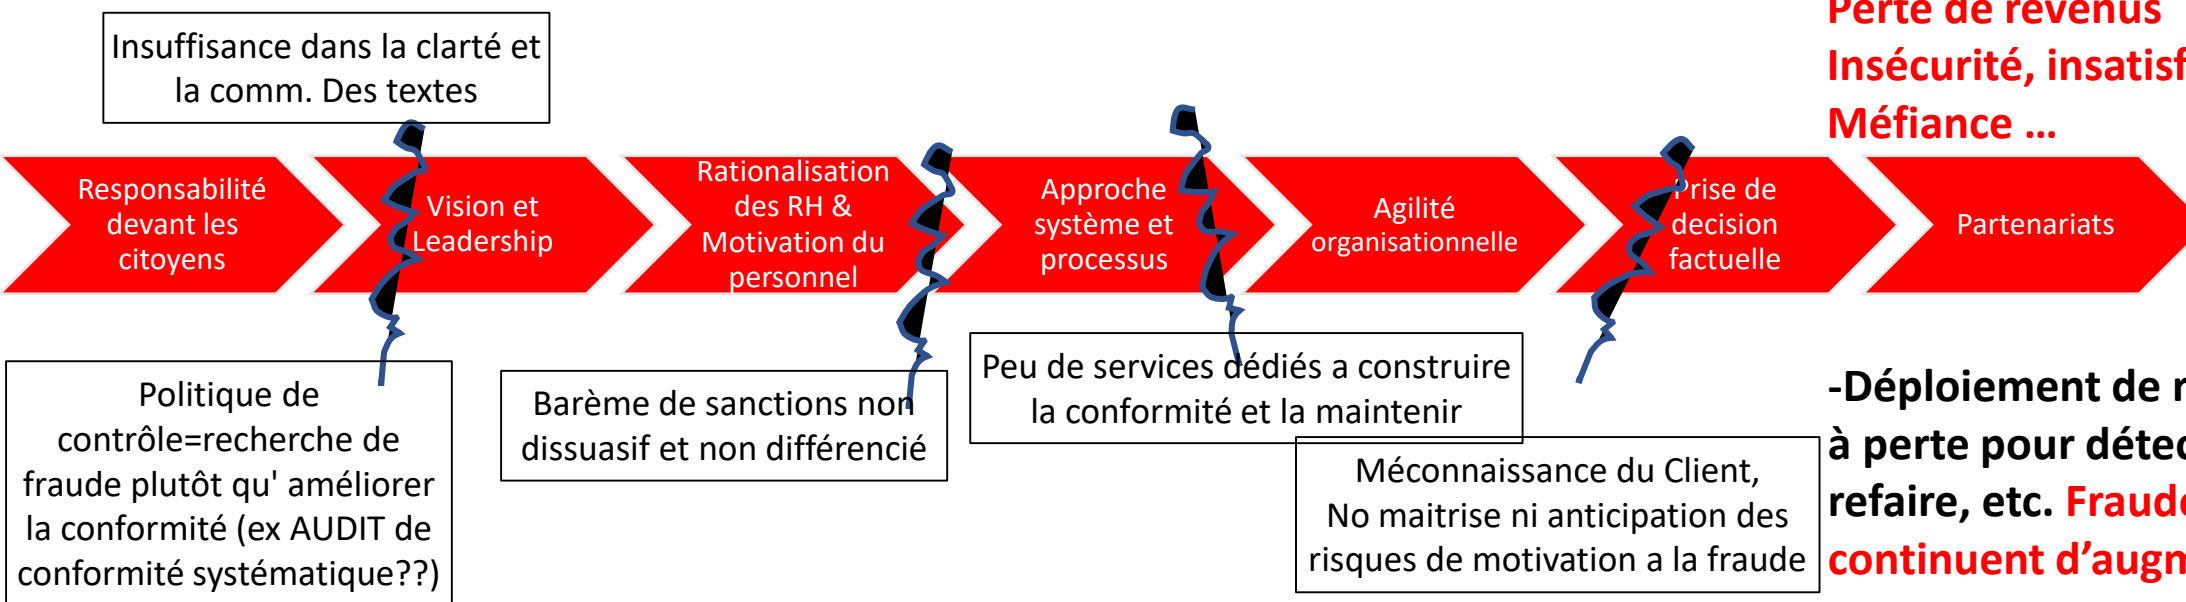 Insuffisance dans la clarté et
la comm. Des textes
Perte de revenus
Insécurité, insatisf
Méfiance ...
Responsabilité
devant les
citoyens
Vision et
Leadership
Rationalisation
des RH &
Motivation du
personnel
Approche
système et
processus
Agilité
organisationnelle
Prise de
decision
factuelle
Partenariats
Politique de
contrôle=recherche de
fraude plutôt qu' améliorer
la conformité (ex AUDIT de
conformité systématique??)
Barème de sanctions non
dissuasif et non différencié
Peu de services dédiés a construire
la conformité et la maintenir
Méconnaissance du Client,
No maitrise ni anticipation des
risques de motivation a la fraude
-Déploiement de r
à perte pour détec
refaire, etc. Fraude
continuent d’augm